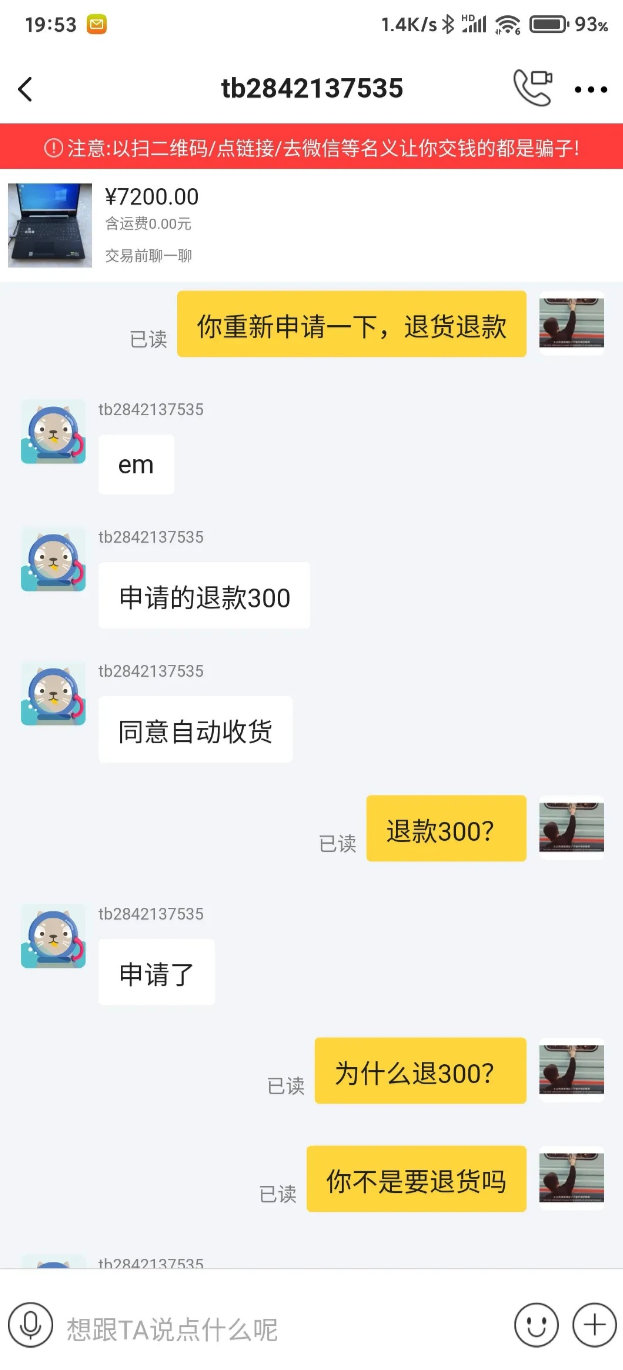 19:53
1.4K/s
HD
6
93%
tb2842137535
注意:以扫二维码/点链接/去微信等名义让你交钱的都是骗子!
¥7200.00
含运费0.00元
交易前聊一聊
已读
你重新申请一下，退货退款
tb2842137535
em
tb2842137535
申请的退款300
tb2842137535
同意自动收货
已读
退款300?
tb2842137535
申请了
已读
为什么退300?
已读
你不是要退货吗
tb2842137535
想跟TA说点什么呢